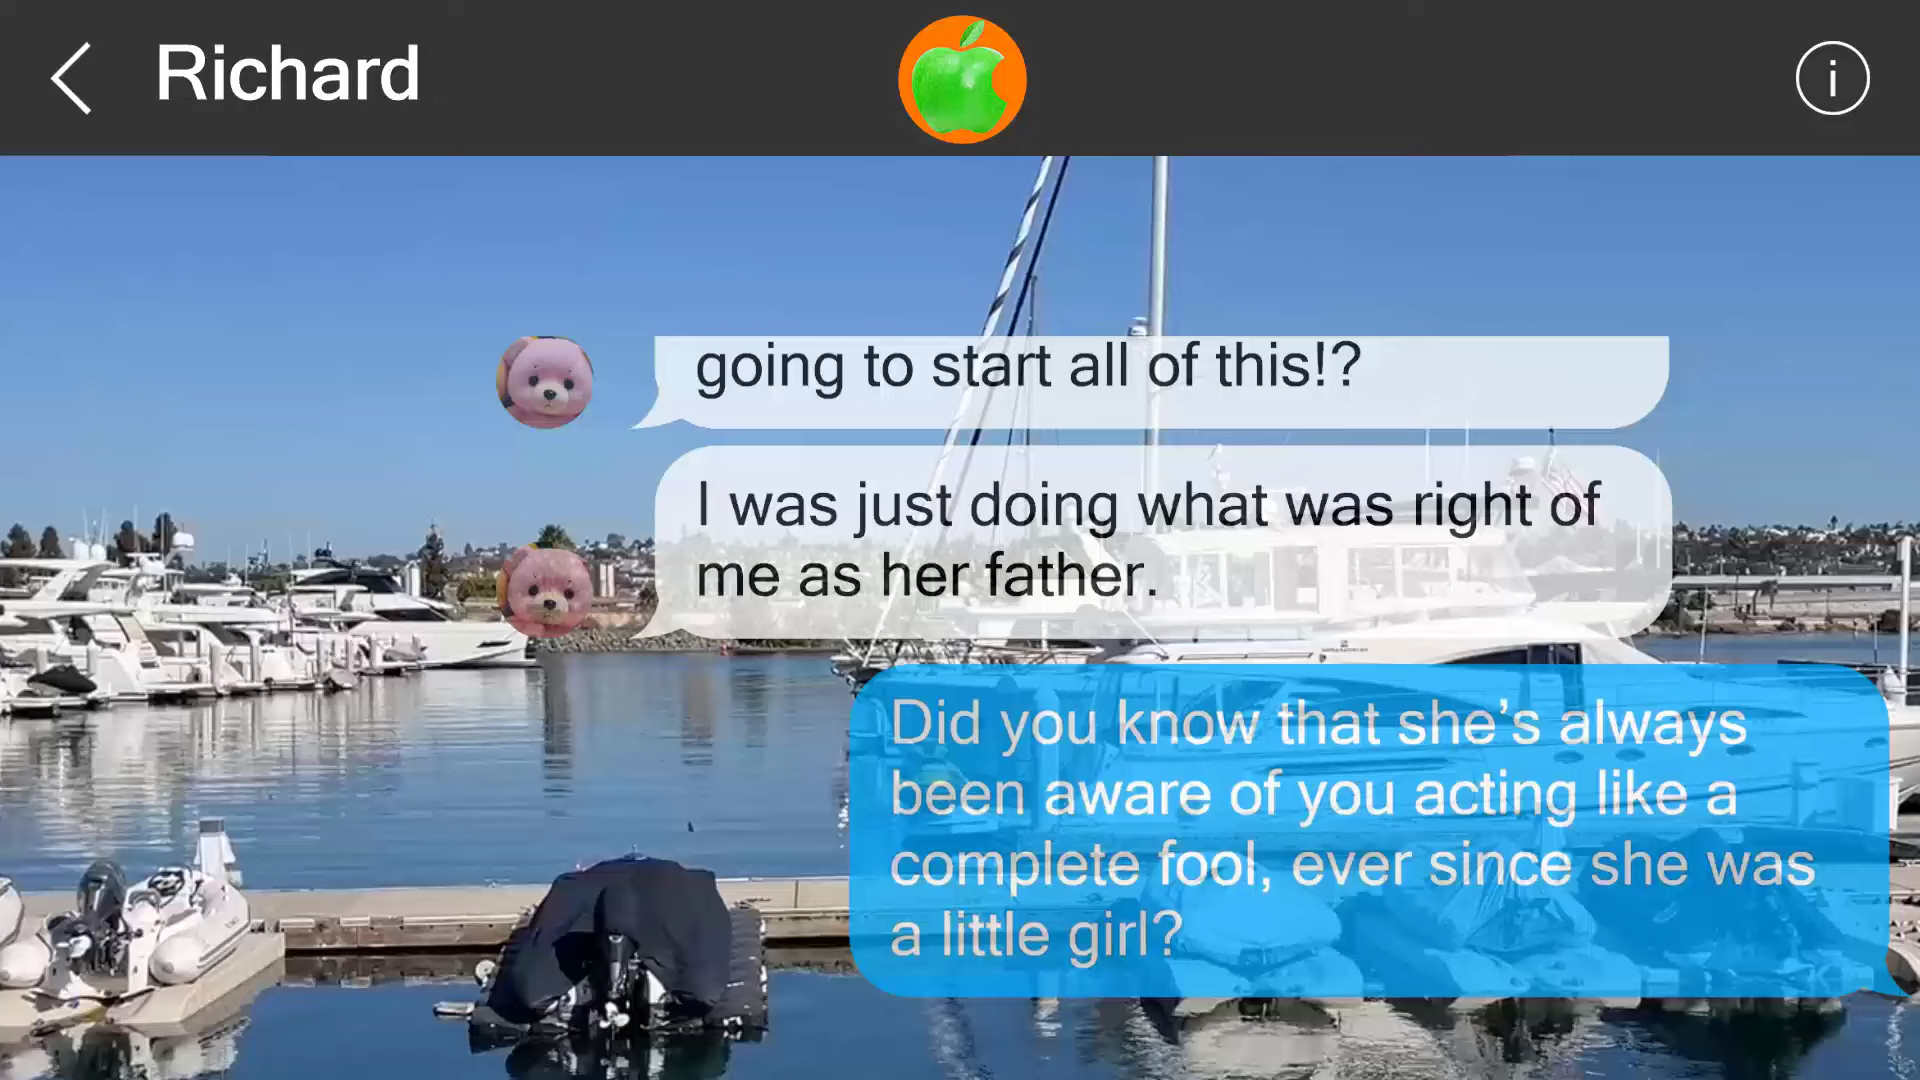 Richard
i
going to start all of this!?
I was just doing what was right of
me as her father.
Did you know that she’s always
been aware of you acting like a
complete fool, ever since she was
a little girl?